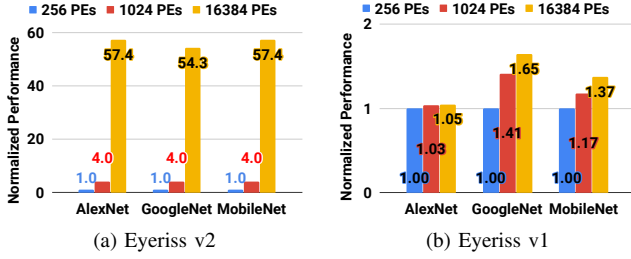 256 PEs 1024 PEs 16384 PEs
Normalized Performance
60
40
20
0
1.0 4.0 57.4
1.0 4.0 54.3
1.0 4.0 57.4
AlexNet GoogleNet MobileNet
(a) Eyeriss v2
256 PEs 1024 PEs 16384 PEs
Normalized Performance
2
1
0
1.00 1.03 1.05
1.00 1.41 1.65
1.00 1.17 1.37
AlexNet GoogleNet MobileNet
(b) Eyeriss v1